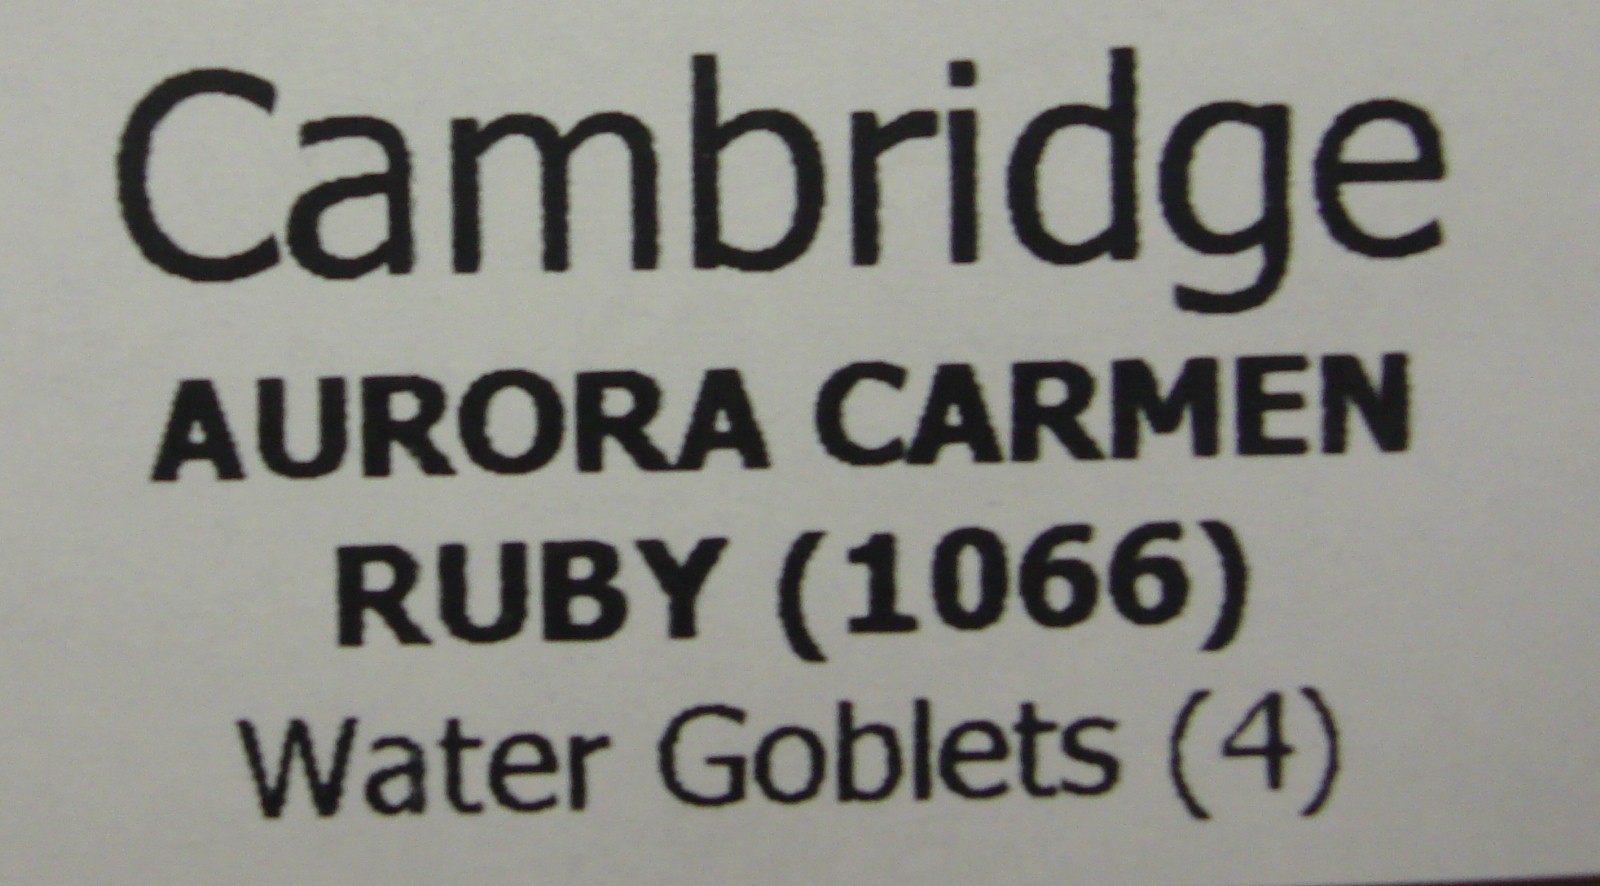 Cambridge
AURORA CARMEN
RUBY (1066)
Water Goblets (4)